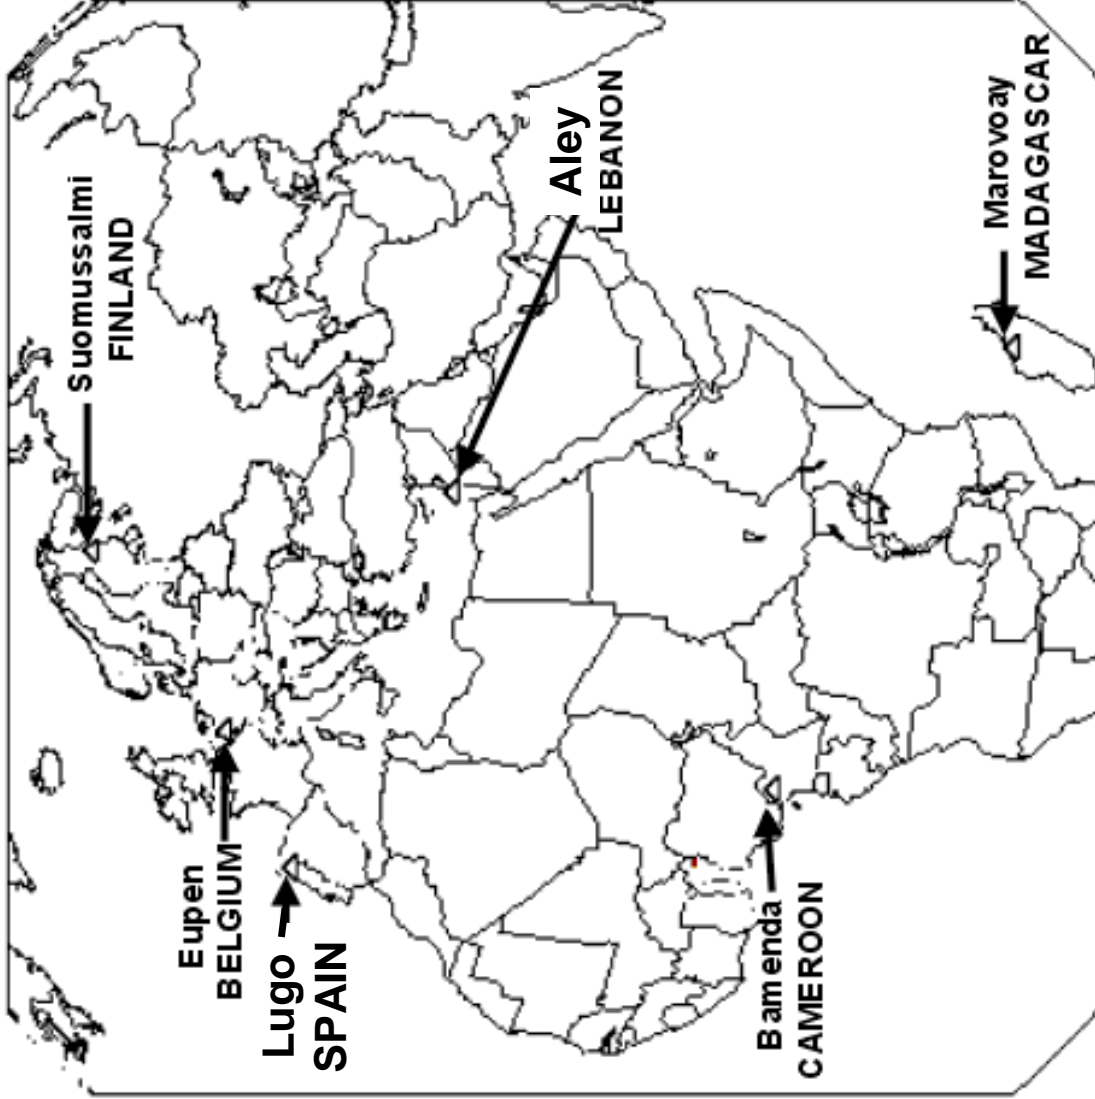 Suomussalmi
FINLAND
Aley
LEBANON
Marovoay
MADAGASCAR
Eupen
BELGIUM
Lugo
SPAIN
Bamenda
CAMEROON